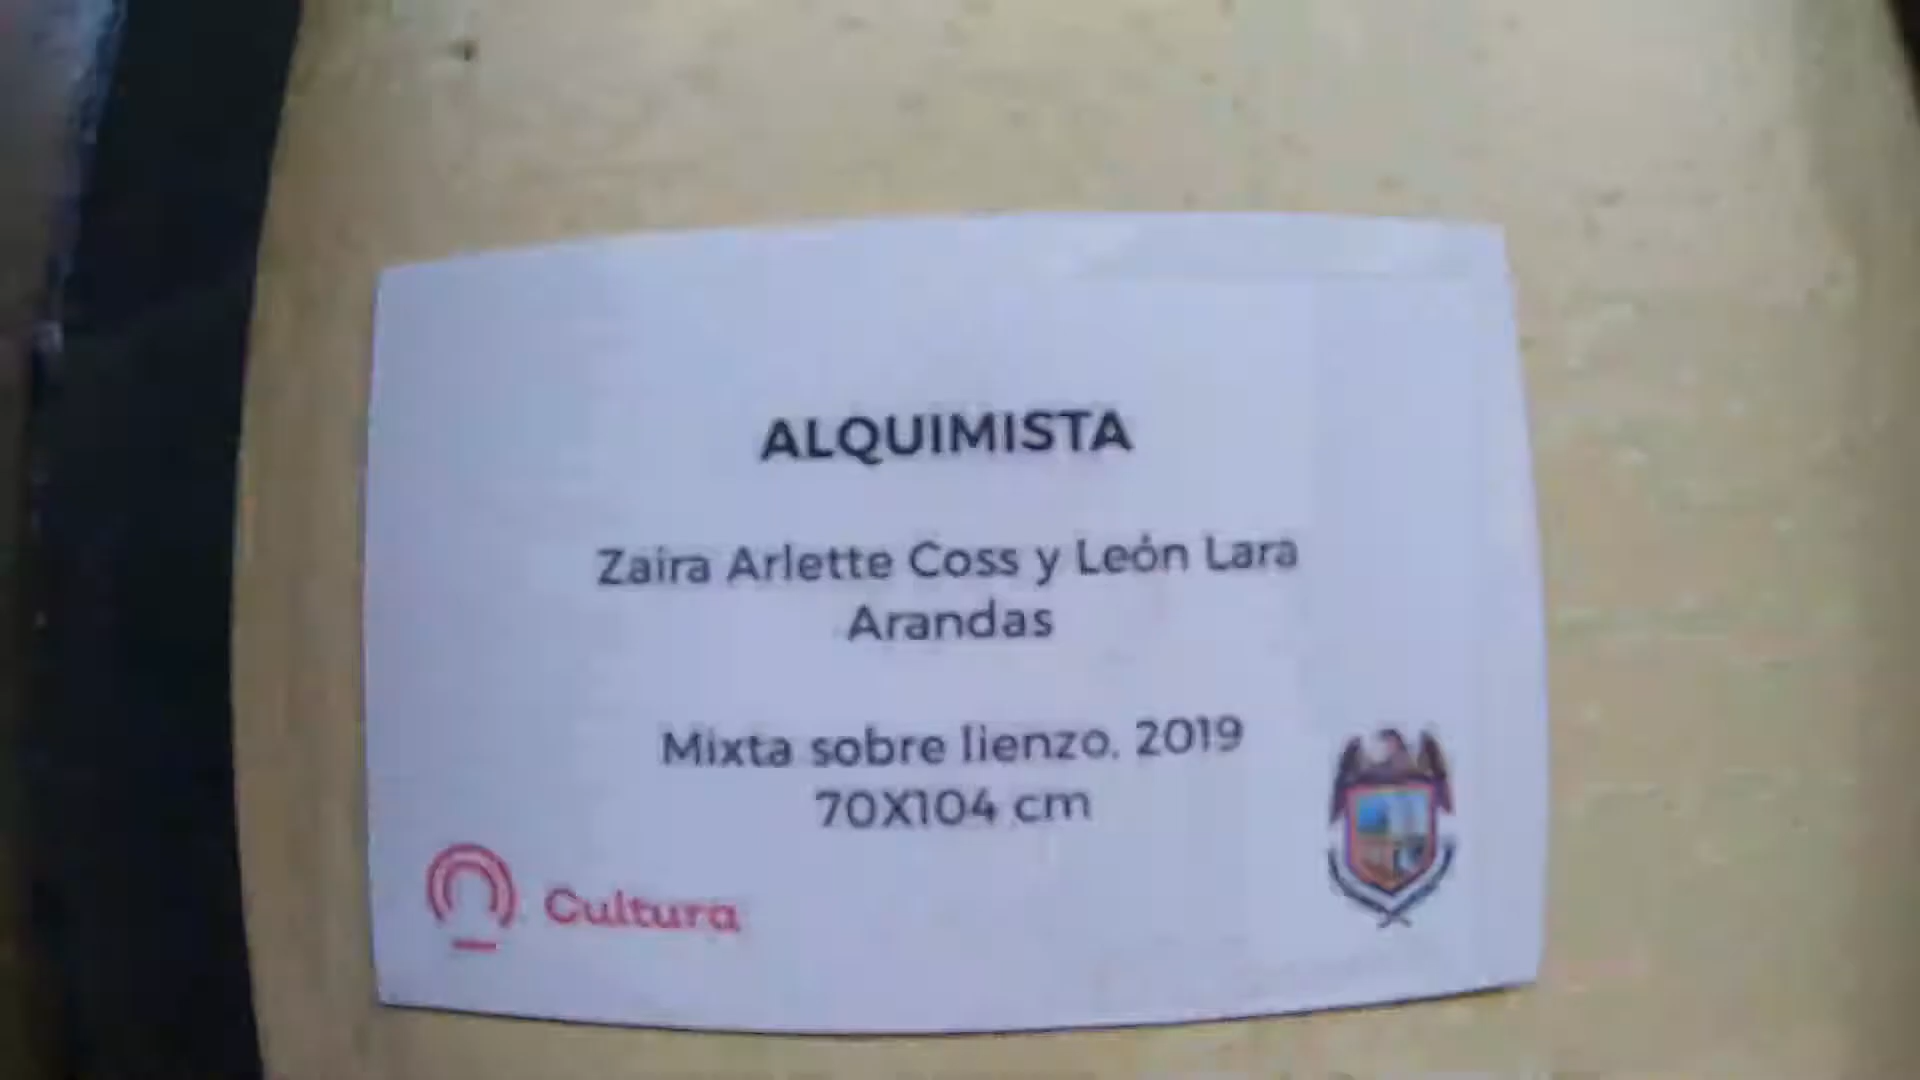 ALQUIMISTA
Zaira Arlette Coss y León Lara
Arandas
Mixta sobre lienzo. 2019
70X104 cm
Cultura